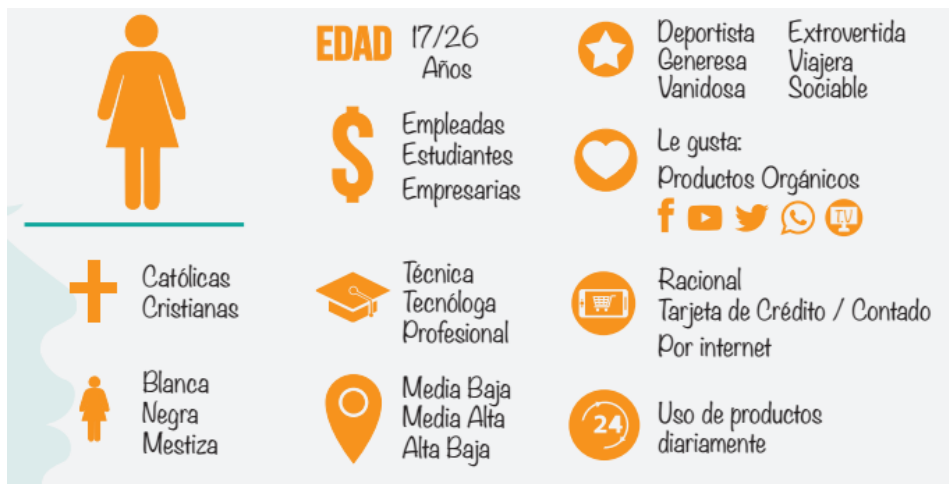 EDAD 17/26
Años
Deportista Extrovertida
Generesa Viajera
Vanidosa Sociable
$ Empleadas
Estudiantes
Empresarias
Le gusta:
Productos Orgánicos
TV
Católicas
Cristianas
Técnica
Tecnóloga
Profesional
Racional
Tarjeta de Crédito / Contado
Por internet
Blanca
Negra
Mestiza
Media Baja
Media Alta
Alta Baja
24
Uso de productos
diariamente